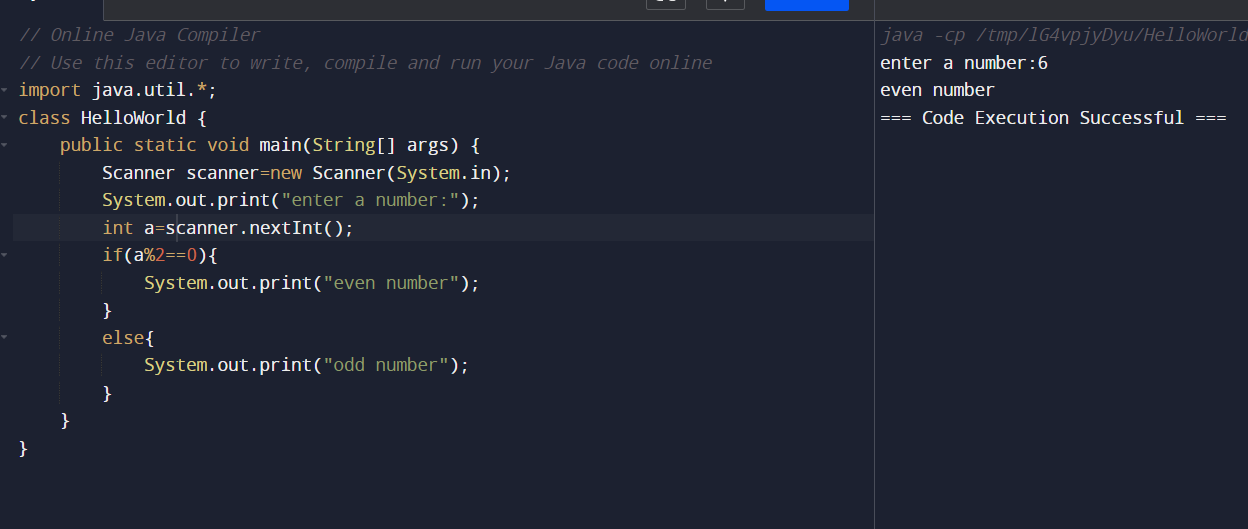 // Online Java Compiler
// Use this editor to write, compile and run your Java code online
import java.util.*;
class HelloWorld {
    public static void main(String[] args) {
        Scanner scanner=new Scanner(System.in);
        System.out.print("enter a number:");
        int a=scanner.nextInt();
        if(a%2==0){
            System.out.print("even number");
        }
        else{
            System.out.print("odd number");
        }
    }
}
java -cp /tmp/lG4vpjyDyu/HelloWorld
enter a number:6
even number
=== Code Execution Successful ===